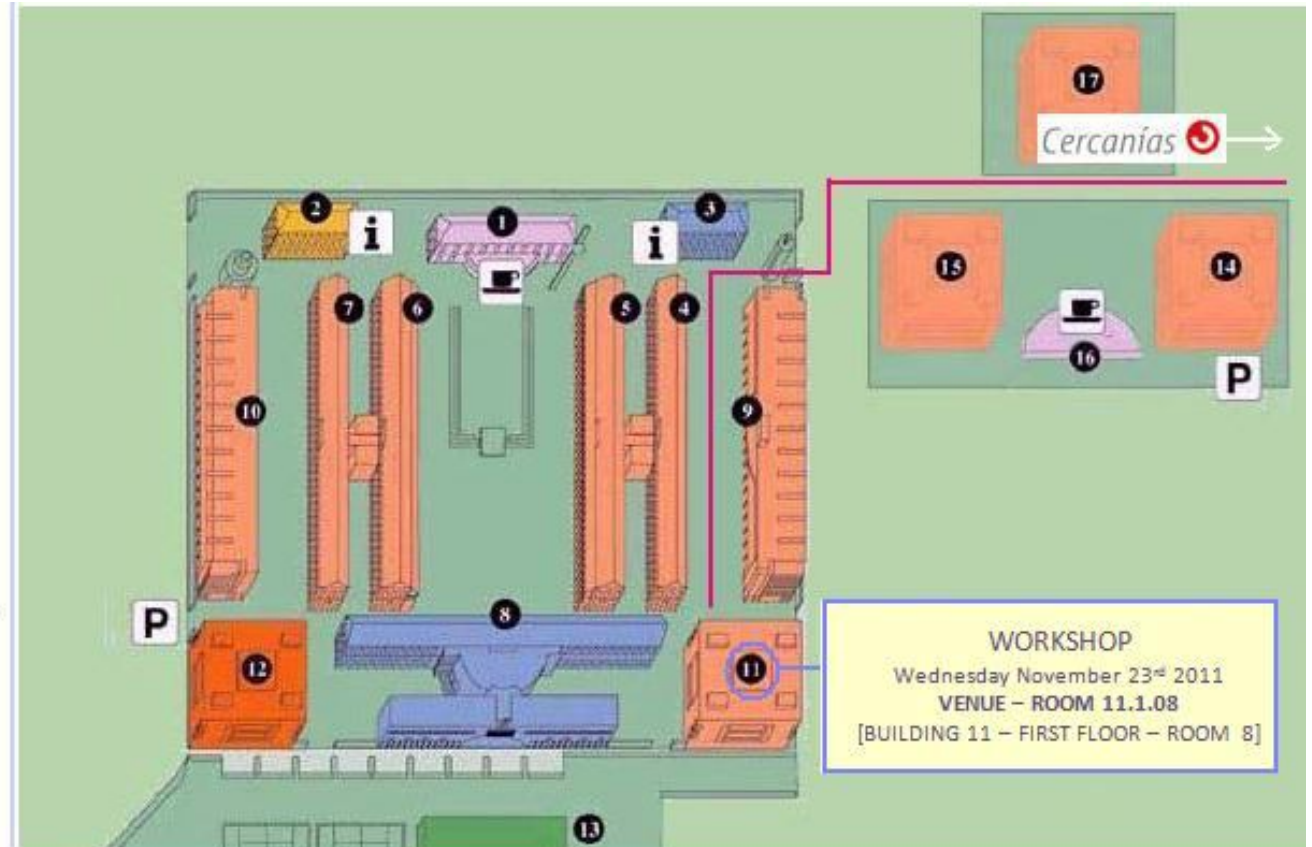 17
Cercanías
2
1
3
i
i
15
14
7
6
5
4
16
P
10
9
P
8
12
11
WORKSHOP
Wednesday November 23rd 2011
VENUE – ROOM 11.1.08
[BUILDING 11 – FIRST FLOOR – ROOM 8]
13